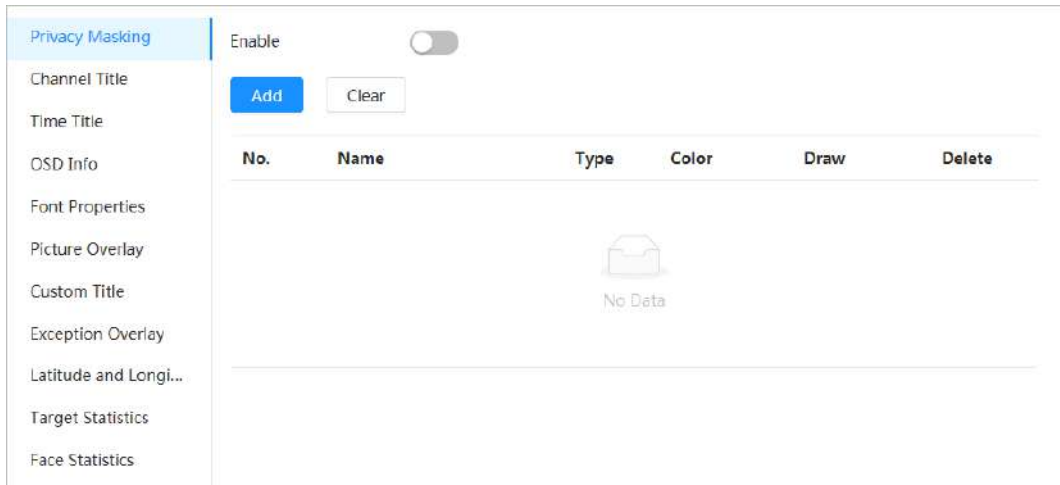 Privacy Masking
Channel Title
Time Title
OSD Info
Font Properties
Picture Overlay
Custom Title
Exception Overlay
Latitude and Longi...
Target Statistics
Face Statistics
Enable
Add Clear
No. Name Type Color Draw Delete
No Data